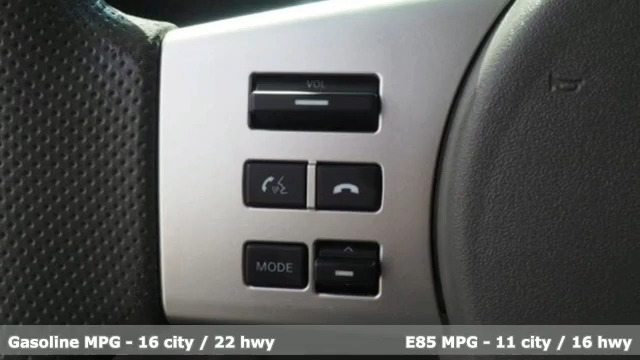 VOL
MODE
Gasoline MPG - 16 city / 22 hwy
E85 MPG - 11 city / 16 hwy